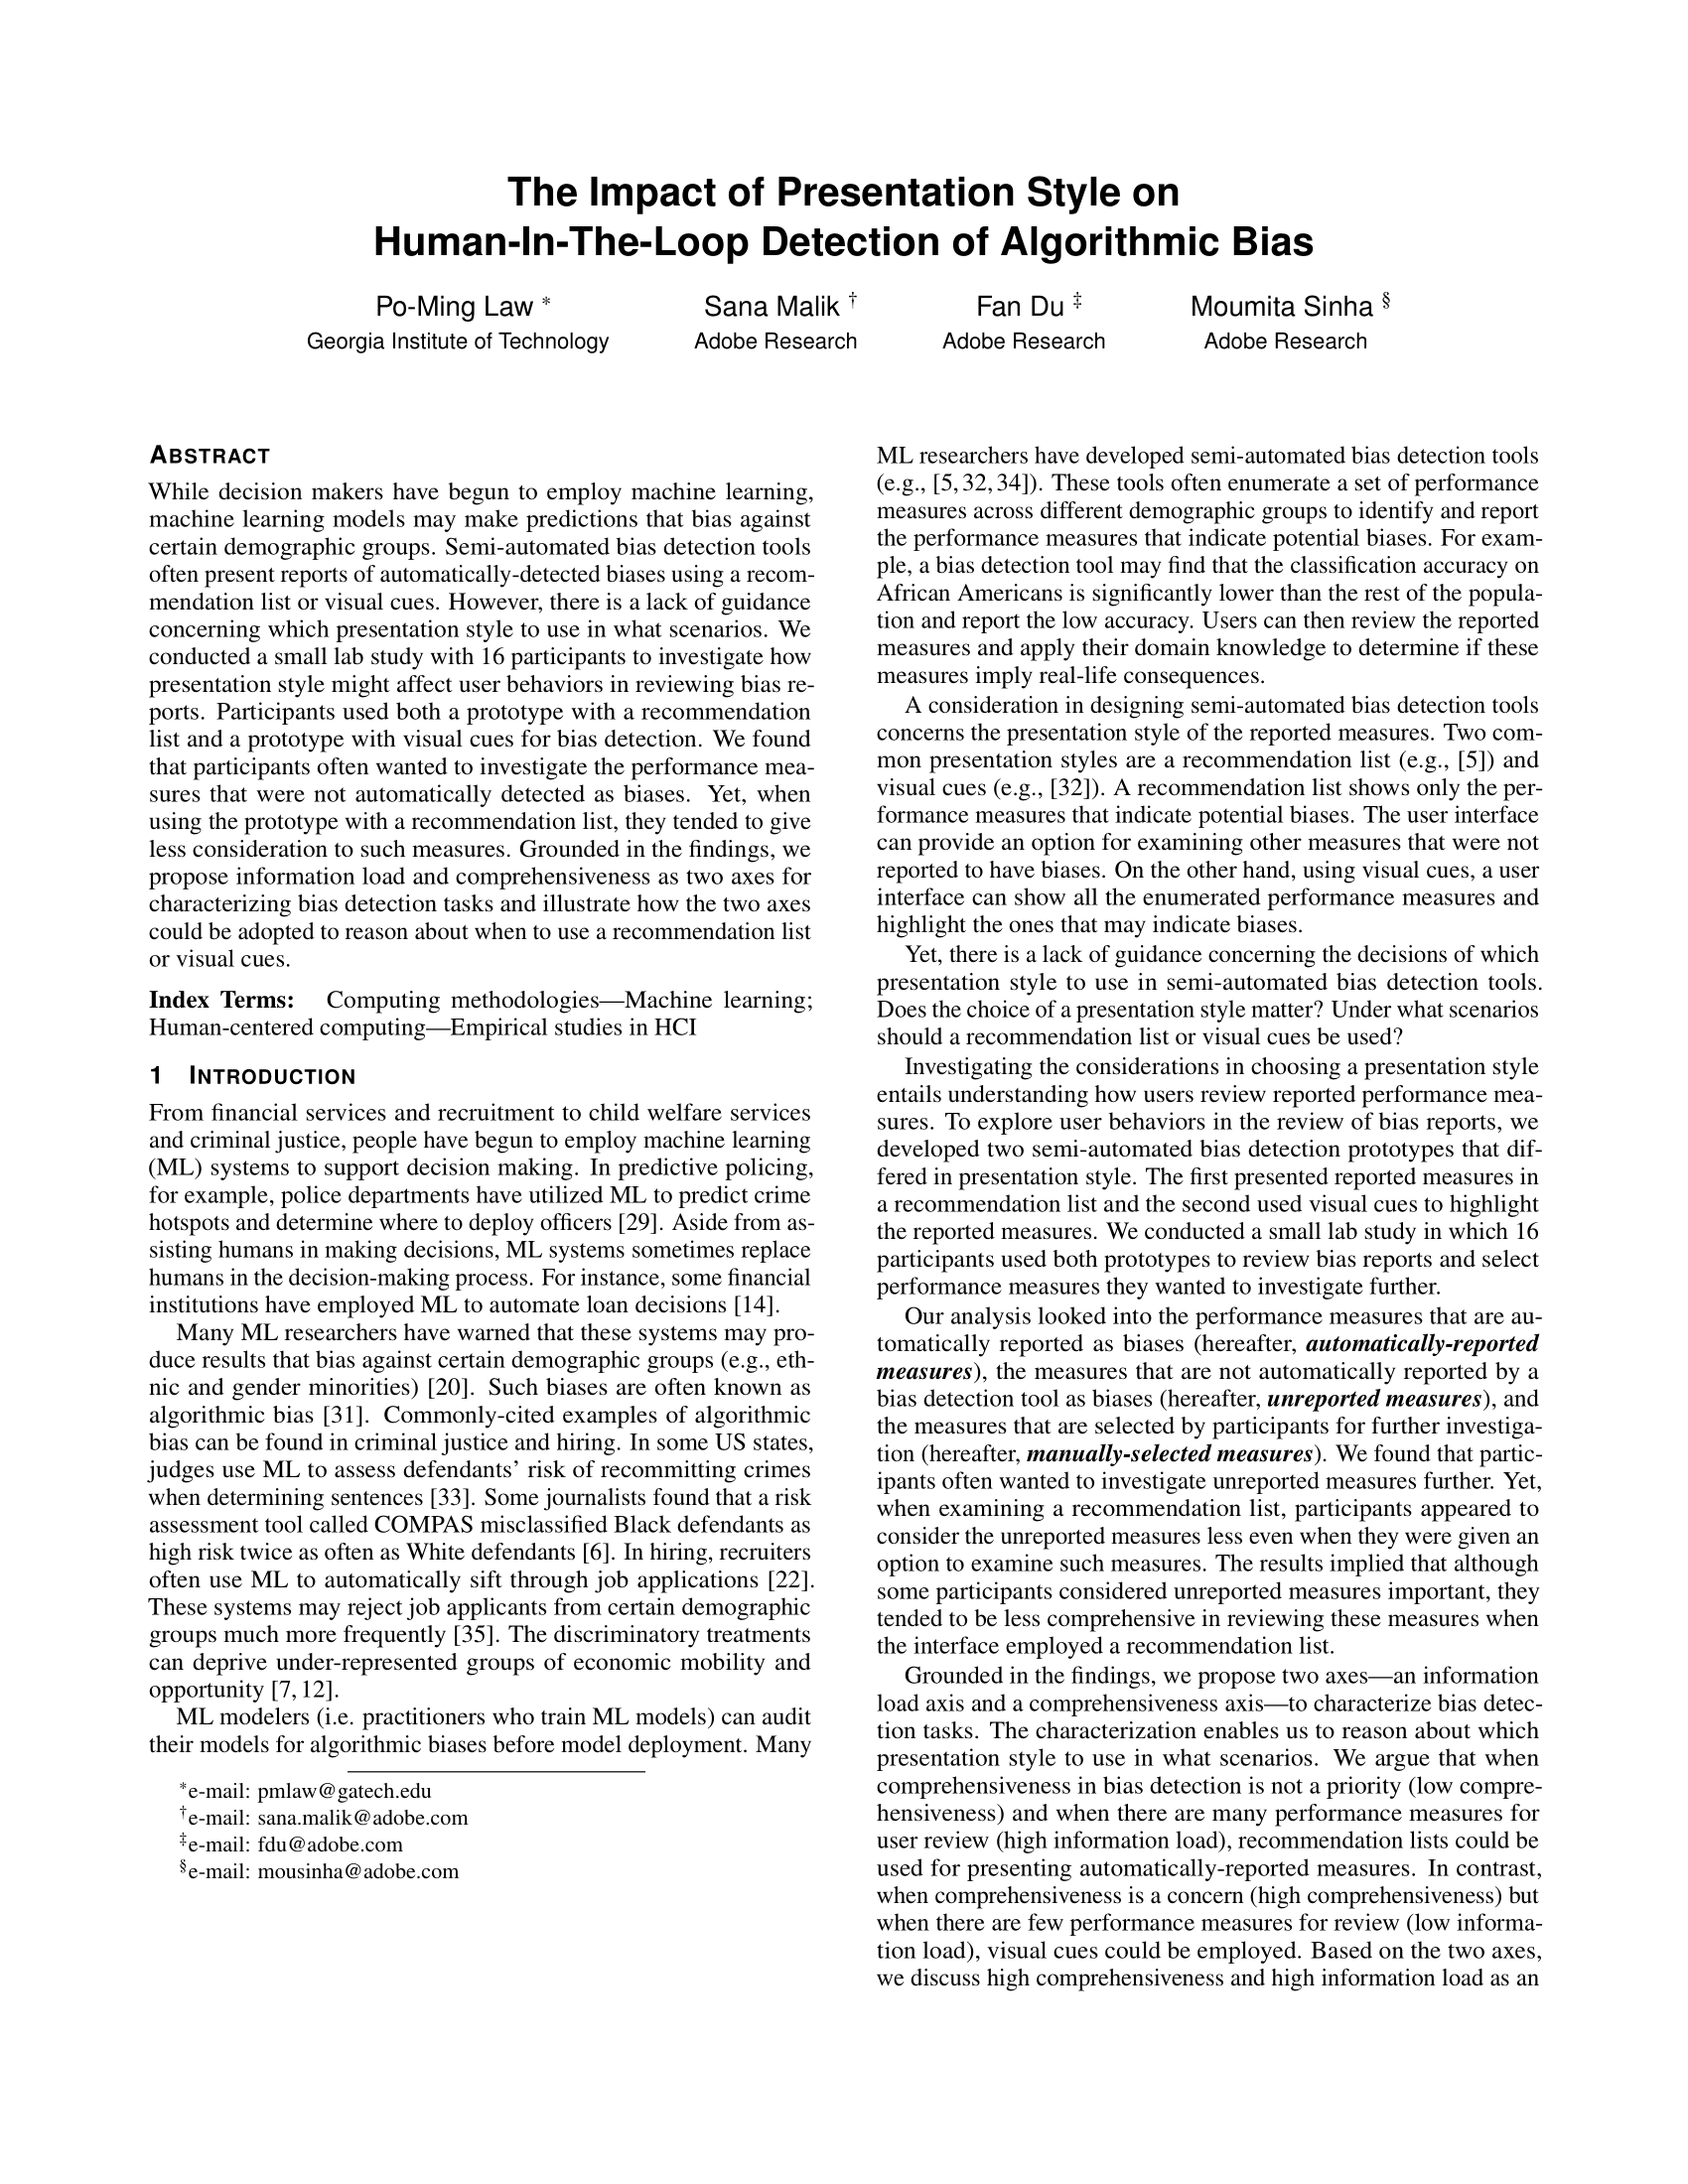 The Impact of Presentation Style on
Human-In-The-Loop Detection of Algorithmic Bias
Po-Ming Law *
Georgia Institute of Technology
Sana Malik †
Adobe Research
Fan Du ‡
Adobe Research
Moumita Sinha §
Adobe Research
ABSTRACT
While decision makers have begun to employ machine learning,
machine learning models may make predictions that bias against
certain demographic groups. Semi-automated bias detection tools
often present reports of automatically-detected biases using a recom-
mendation list or visual cues. However, there is a lack of guidance
concerning which presentation style to use in what scenarios. We
conducted a small lab study with 16 participants to investigate how
presentation style might affect user behaviors in reviewing bias re-
ports. Participants used both a prototype with a recommendation
list and a prototype with visual cues for bias detection. We found
that participants often wanted to investigate the performance mea-
sures that were not automatically detected as biases. Yet, when
using the prototype with a recommendation list, they tended to give
less consideration to such measures. Grounded in the findings, we
propose information load and comprehensiveness as two axes for
characterizing bias detection tasks and illustrate how the two axes
could be adopted to reason about when to use a recommendation list
or visual cues.
Index Terms: Computing methodologies—Machine learning;
Human-centered computing—Empirical studies in HCI
1 INTRODUCTION
From financial services and recruitment to child welfare services
and criminal justice, people have begun to employ machine learning
(ML) systems to support decision making. In predictive policing,
for example, police departments have utilized ML to predict crime
hotspots and determine where to deploy officers [29]. Aside from as-
sisting humans in making decisions, ML systems sometimes replace
humans in the decision-making process. For instance, some financial
institutions have employed ML to automate loan decisions [14].
Many ML researchers have warned that these systems may pro-
duce results that bias against certain demographic groups (e.g., eth-
nic and gender minorities) [20]. Such biases are often known as
algorithmic bias [31]. Commonly-cited examples of algorithmic
bias can be found in criminal justice and hiring. In some US states,
judges use ML to assess defendants' risk of recommitting crimes
when determining sentences [33]. Some journalists found that a risk
assessment tool called COMPAS misclassified Black defendants as
high risk twice as often as White defendants [6]. In hiring, recruiters
often use ML to automatically sift through job applications [22].
These systems may reject job applicants from certain demographic
groups much more frequently [35]. The discriminatory treatments
can deprive under-represented groups of economic mobility and
opportunity [7, 12].
ML modelers (i.e. practitioners who train ML models) can audit
their models for algorithmic biases before model deployment. Many
*e-mail: pmlaw@gatech.edu
†e-mail: sana.malik@adobe.com
‡e-mail: fdu@adobe.com
§e-mail: mousinha@adobe.com
ML researchers have developed semi-automated bias detection tools
(e.g., [5, 32, 34]). These tools often enumerate a set of performance
measures across different demographic groups to identify and report
the performance measures that indicate potential biases. For exam-
ple, a bias detection tool may find that the classification accuracy on
African Americans is significantly lower than the rest of the popula-
tion and report the low accuracy. Users can then review the reported
measures and apply their domain knowledge to determine if these
measures imply real-life consequences.
A consideration in designing semi-automated bias detection tools
concerns the presentation style of the reported measures. Two com-
mon presentation styles are a recommendation list (e.g., [5]) and
visual cues (e.g., [32]). A recommendation list shows only the per-
formance measures that indicate potential biases. The user interface
can provide an option for examining other measures that were not
reported to have biases. On the other hand, using visual cues, a user
interface can show all the enumerated performance measures and
highlight the ones that may indicate biases.
Yet, there is a lack of guidance concerning the decisions of which
presentation style to use in semi-automated bias detection tools.
Does the choice of a presentation style matter? Under what scenarios
should a recommendation list or visual cues be used?
Investigating the considerations in choosing a presentation style
entails understanding how users review reported performance mea-
sures. To explore user behaviors in the review of bias reports, we
developed two semi-automated bias detection prototypes that dif-
fered in presentation style. The first presented reported measures in
a recommendation list and the second used visual cues to highlight
the reported measures. We conducted a small lab study in which 16
participants used both prototypes to review bias reports and select
performance measures they wanted to investigate further.
Our analysis looked into the performance measures that are au-
tomatically reported as biases (hereafter, automatically-reported
measures), the measures that are not automatically reported by a
bias detection tool as biases (hereafter, unreported measures), and
the measures that are selected by participants for further investiga-
tion (hereafter, manually-selected measures). We found that partic-
ipants often wanted to investigate unreported measures further. Yet,
when examining a recommendation list, participants appeared to
consider the unreported measures less even when they were given an
option to examine such measures. The results implied that although
some participants considered unreported measures important, they
tended to be less comprehensive in reviewing these measures when
the interface employed a recommendation list.
Grounded in the findings, we propose two axes—an information
load axis and a comprehensiveness axis—to characterize bias detec-
tion tasks. The characterization enables us to reason about which
presentation style to use in what scenarios. We argue that when
comprehensiveness in bias detection is not a priority (low compre-
hensiveness) and when there are many performance measures for
user review (high information load), recommendation lists could be
used for presenting automatically-reported measures. In contrast,
when comprehensiveness is a concern (high comprehensiveness) but
when there are few performance measures for review (low informa-
tion load), visual cues could be employed. Based on the two axes,
we discuss high comprehensiveness and high information load as an